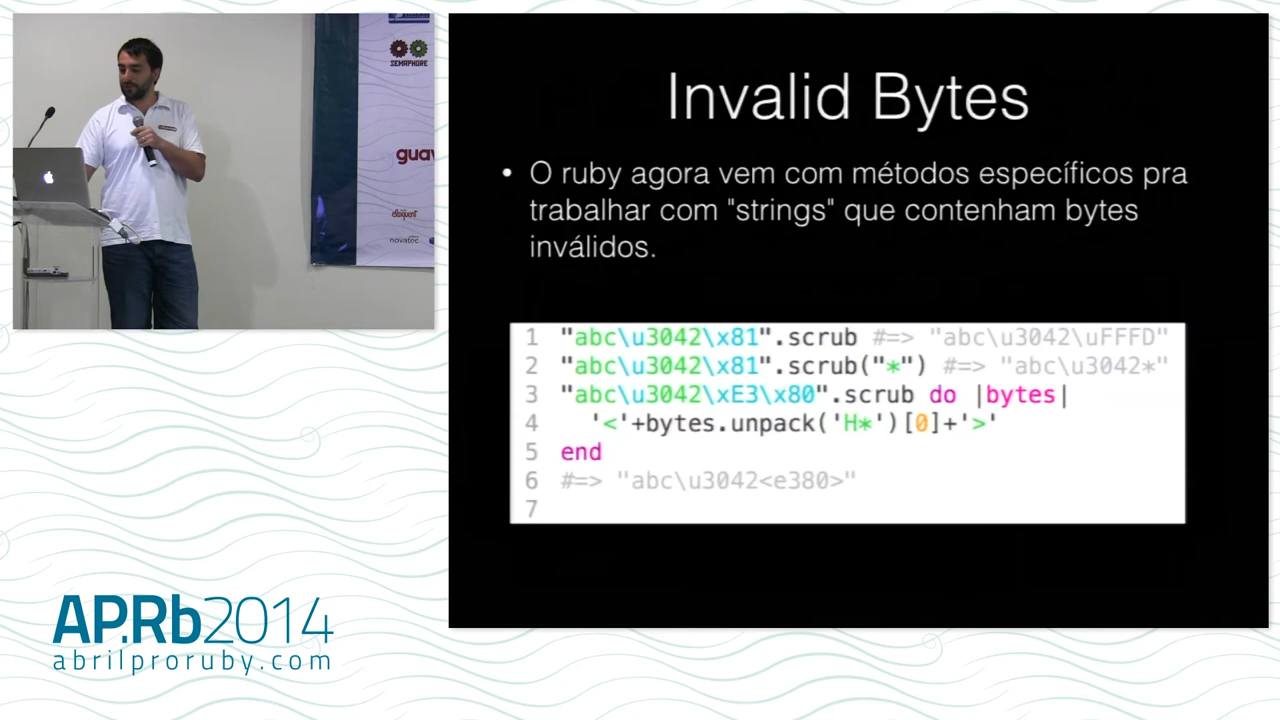 SEMAPHORE
eloquent
novatec
Invalid Bytes
• O ruby agora vem com métodos específicos pra
trabalhar com "strings" que contenham bytes
inválidos.
1 "abc\u3042\x81".scrub #=> "abc\u3042\uFFFD"
2 "abc\u3042\x81".scrub("*") #=> "abc\u3042*"
3 "abc\u3042\xE3\x80".scrub do |bytes|
4 '<'+bytes.unpack('H*')[0]+'>'
5 end
6 #=> "abc\u3042<e380>"
7
AP.Rb2014
abrilproruby.com